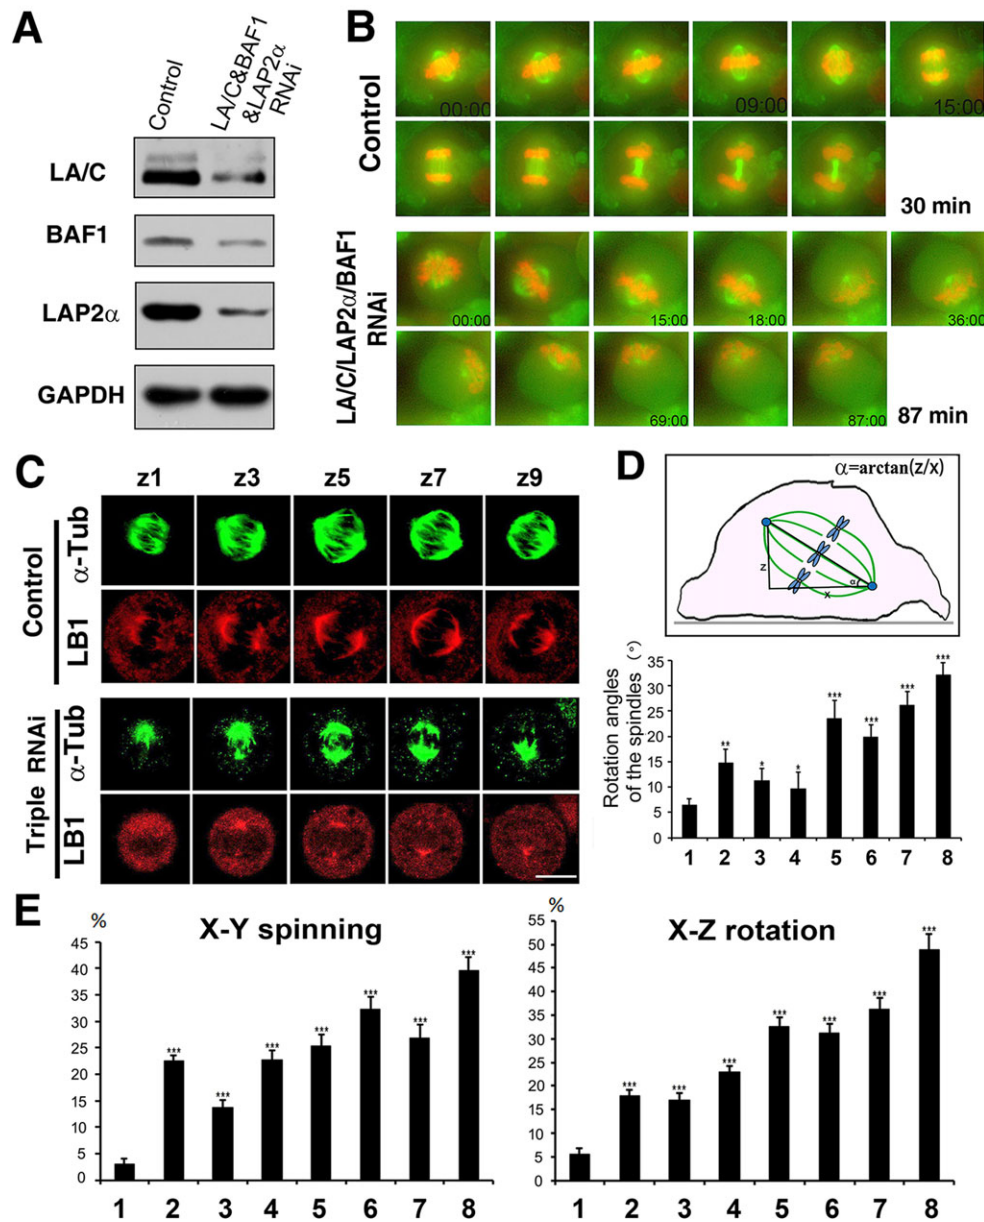 A
Control
LA/C&BAF1
&LAP2α
RNAi
LA/C
BAF1
LAP2α
GAPDH
B
Control
00:00
09:00
15:00
30 min
LA/C/LAP2α/BAF1
RNAi
00:00
15:00
18:00
36:00
69:00
87:00
87 min
C
z1 z3 z5 z7 z9
Control
α-Tub
LB1
Triple RNAi
α-Tub
LB1
D
α=arctan(z/x)
z
x
α
Rotation angles
of the spindles (°)
35
30
25
20
15
10
5
0
** * * *** *** *** ***
1 2 3 4 5 6 7 8
E
%
X-Y spinning
45
40
35
30
25
20
15
10
5
0
*** *** *** *** *** *** ***
1 2 3 4 5 6 7 8
%
X-Z rotation
55
50
45
40
35
30
25
20
15
10
5
0
*** *** *** *** *** *** ***
1 2 3 4 5 6 7 8